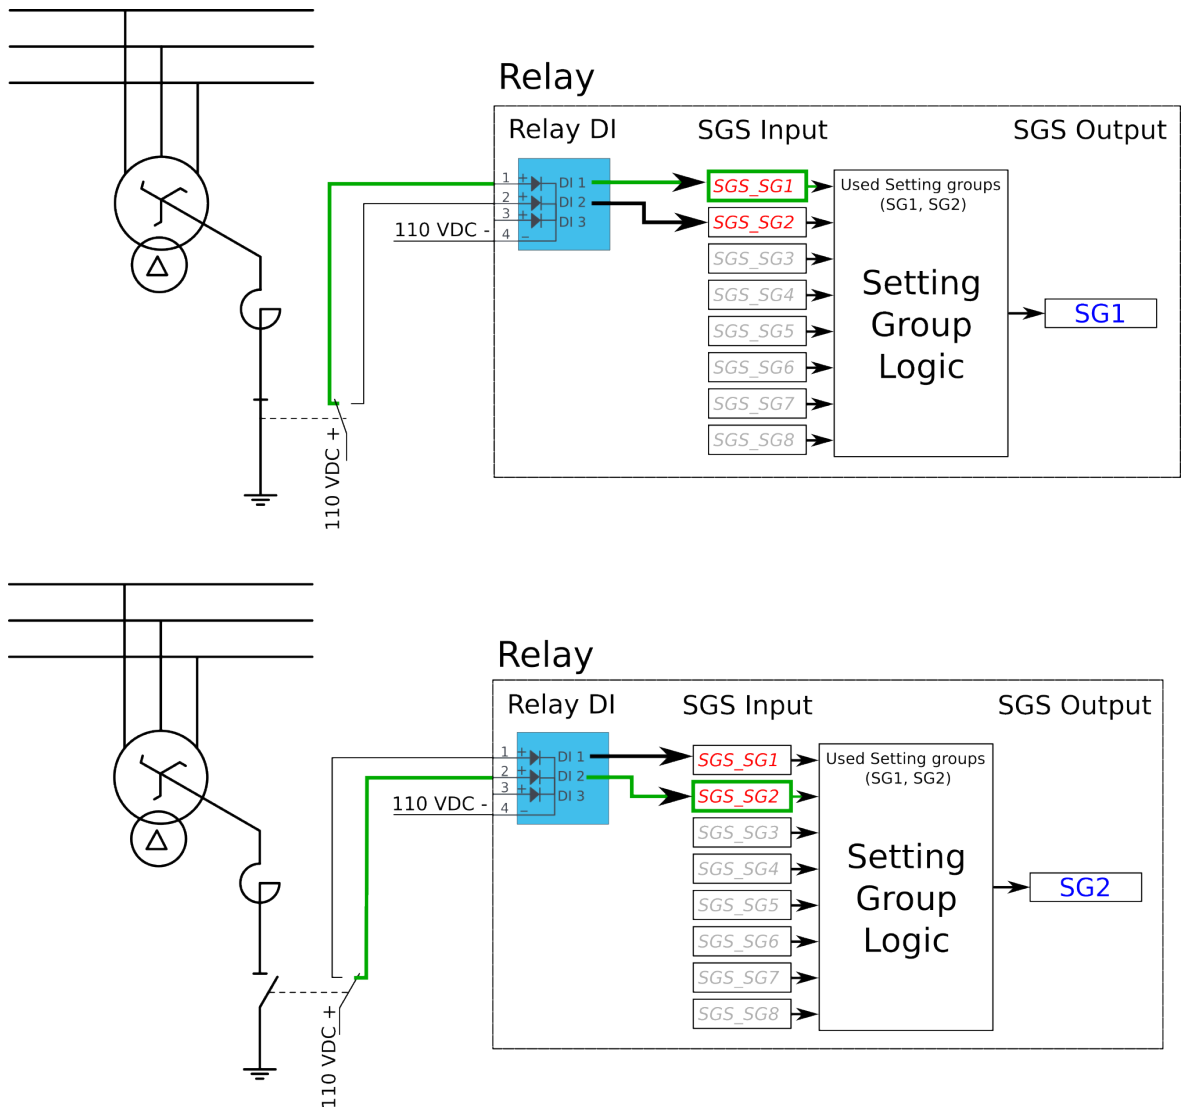 Relay
Relay DI
SGS Input
SGS Output
1 +
2 +
3 +
4 −
DI 1
DI 2
DI 3
110 VDC -
110 VDC +
SGS_SG1
SGS_SG2
SGS_SG3
SGS_SG4
SGS_SG5
SGS_SG6
SGS_SG7
SGS_SG8
Used Setting groups
(SG1, SG2)
Setting
Group
Logic
SG1
Relay
Relay DI
SGS Input
SGS Output
1 +
2 +
3 +
4 −
DI 1
DI 2
DI 3
110 VDC -
110 VDC +
SGS_SG1
SGS_SG2
SGS_SG3
SGS_SG4
SGS_SG5
SGS_SG6
SGS_SG7
SGS_SG8
Used Setting groups
(SG1, SG2)
Setting
Group
Logic
SG2